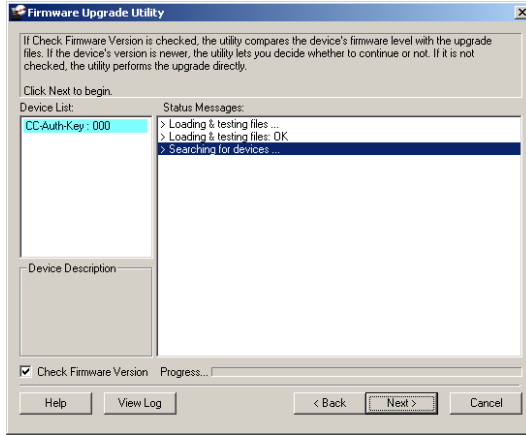 Firmware Upgrade Utility
If Check Firmware Version is checked, the utility compares the device's firmware level with the upgrade
files. If the device's version is newer, the utility lets you decide whether to continue or not. If it is not
checked, the utility performs the upgrade directly.
Click Next to begin.
Device List:
Status Messages:
CC-Auth-Key : 000
> Loading & testing files ...
> Loading & testing files: OK
> Searching for devices ...
Device Description
Check Firmware Version
Progress...
Help
View Log
< Back
Next >
Cancel